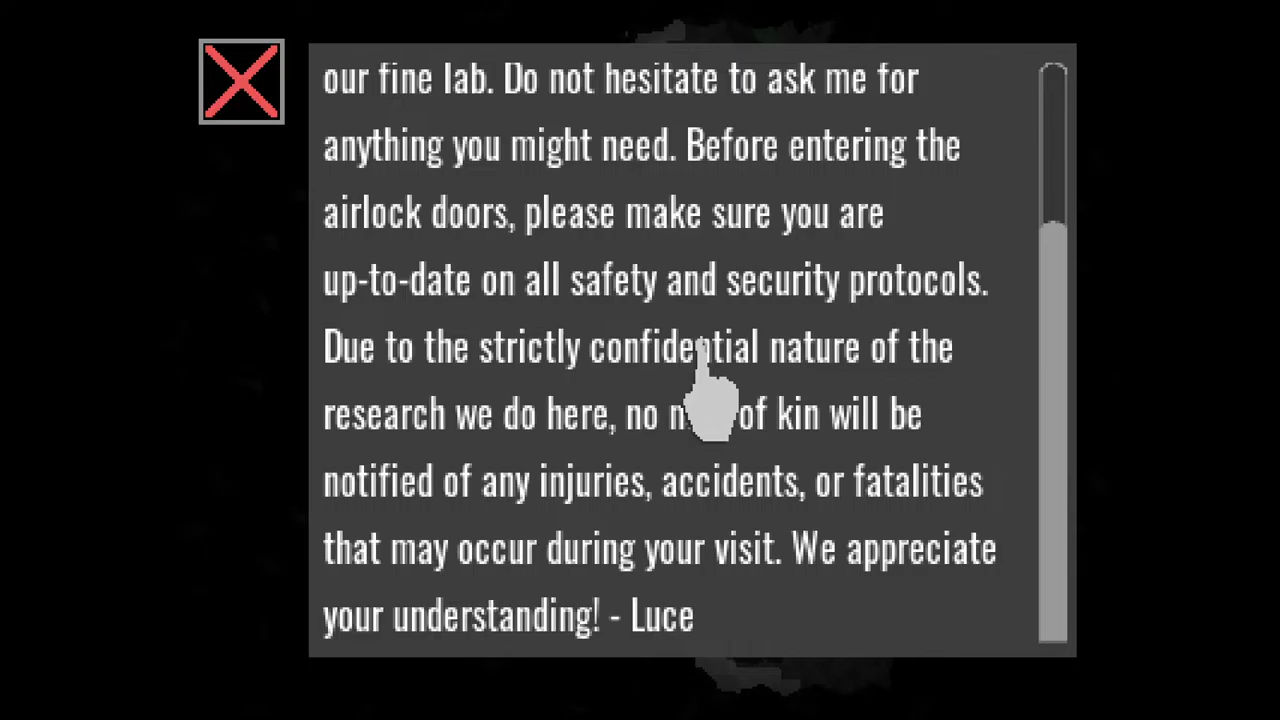 our fine lab. Do not hesitate to ask me for
anything you might need. Before entering the
airlock doors, please make sure you are
up-to-date on all safety and security protocols.
Due to the strictly confidential nature of the
research we do here, no of kin will be
notified of any injuries, accidents, or fatalities
that may occur during your visit. We appreciate
your understanding! - Luce